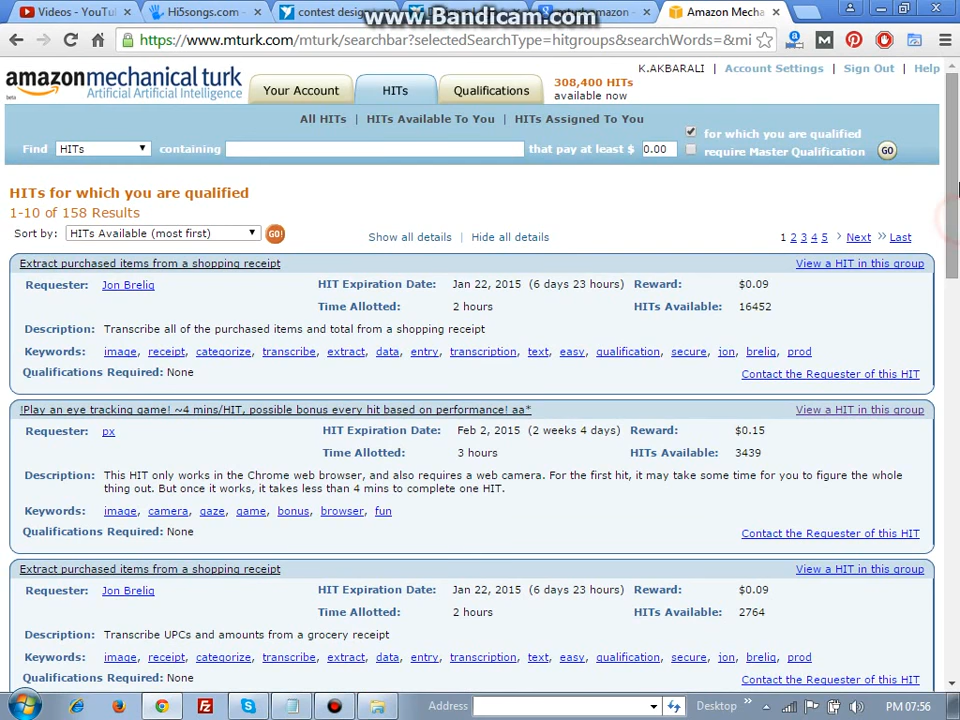 Videos - YouTu
Hi5songs.com -
contest design
www.Bandicam.com
Amazon Mecha
https://www.mturk.com/mturk/searchbar?selectedSearchType=hitgroups&searchWords=&mi
amazonmechanical turk
beta
Artificial Artificial Intelligence
Your Account
HITs
Qualifications
308,400 HITs
available now
K.AKBARALI | Account Settings | Sign Out | Help
All HITs | HITs Available To You | HITs Assigned To You
Find HITs containing that pay at least $ 0.00
for which you are qualified
require Master Qualification
GO
HITs for which you are qualified
1-10 of 158 Results
Sort by: HITs Available (most first) GO!
Show all details | Hide all details
1 2 3 4 5 › Next » Last
Extract purchased items from a shopping receipt View a HIT in this group
Requester: Jon Brelig HIT Expiration Date: Jan 22, 2015 (6 days 23 hours) Reward: $0.09
Time Allotted: 2 hours HITs Available: 16452
Description: Transcribe all of the purchased items and total from a shopping receipt
Keywords: image, receipt, categorize, transcribe, extract, data, entry, transcription, text, easy, qualification, secure, jon, brelig, prod
Qualifications Required: None
Contact the Requester of this HIT
!Play an eye tracking game! ~4 mins/HIT, possible bonus every hit based on performance! aa* View a HIT in this group
Requester: px HIT Expiration Date: Feb 2, 2015 (2 weeks 4 days) Reward: $0.15
Time Allotted: 3 hours HITs Available: 3439
Description: This HIT only works in the Chrome web browser, and also requires a web camera. For the first hit, it may take some time for you to figure the whole
thing out. But once it works, it takes less than 4 mins to complete one HIT.
Keywords: image, camera, gaze, game, bonus, browser, fun
Qualifications Required: None
Contact the Requester of this HIT
Extract purchased items from a shopping receipt View a HIT in this group
Requester: Jon Brelig HIT Expiration Date: Jan 22, 2015 (6 days 23 hours) Reward: $0.09
Time Allotted: 2 hours HITs Available: 2764
Description: Transcribe UPCs and amounts from a grocery receipt
Keywords: image, receipt, categorize, transcribe, extract, data, entry, transcription, text, easy, qualification, secure, jon, brelig, prod
Qualifications Required: None
Contact the Requester of this HIT
Address
Desktop
PM 07:56